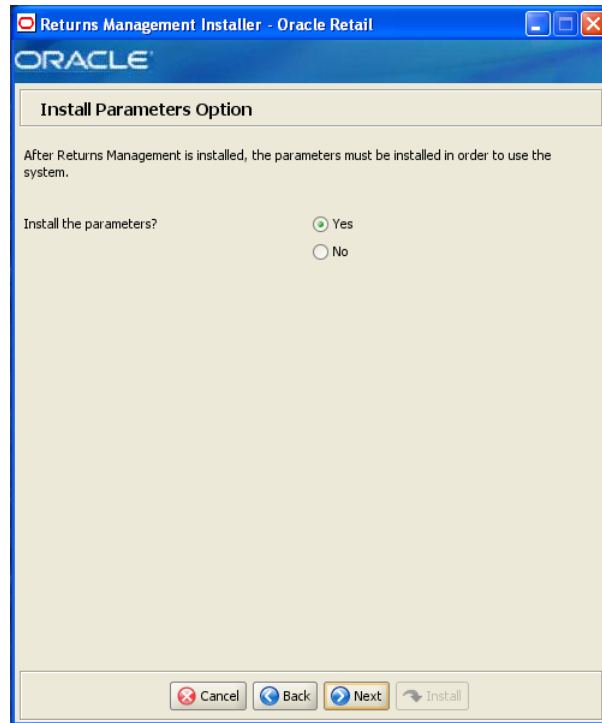 Returns Management Installer - Oracle Retail
ORACLE
Install Parameters Option
After Returns Management is installed, the parameters must be installed in order to use the
system.
Install the parameters?
Yes
No
Cancel
Back
Next
Install